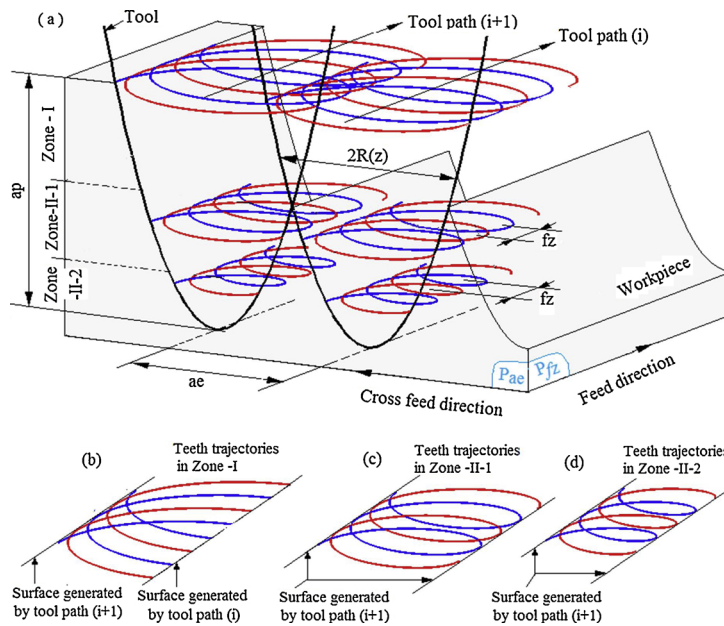 (a)
Tool
Tool path (i+1)
Tool path (i)
ap
Zone - I
Zone-II-1
Zone
-II-2
2R(z)
fz
fz
Workpiece
ae
Cross feed direction
Pae
Pfz
Feed direction
(b)
Teeth trajectories
in Zone -I
Surface generated
by tool path (i+1)
Surface generated
by tool path (i)
(c)
Teeth trajectories
in Zone -II-1
Surface generated
by tool path (i+1)
(d)
Teeth trajectories
in Zone -II-2
Surface generated
by tool path (i+1)